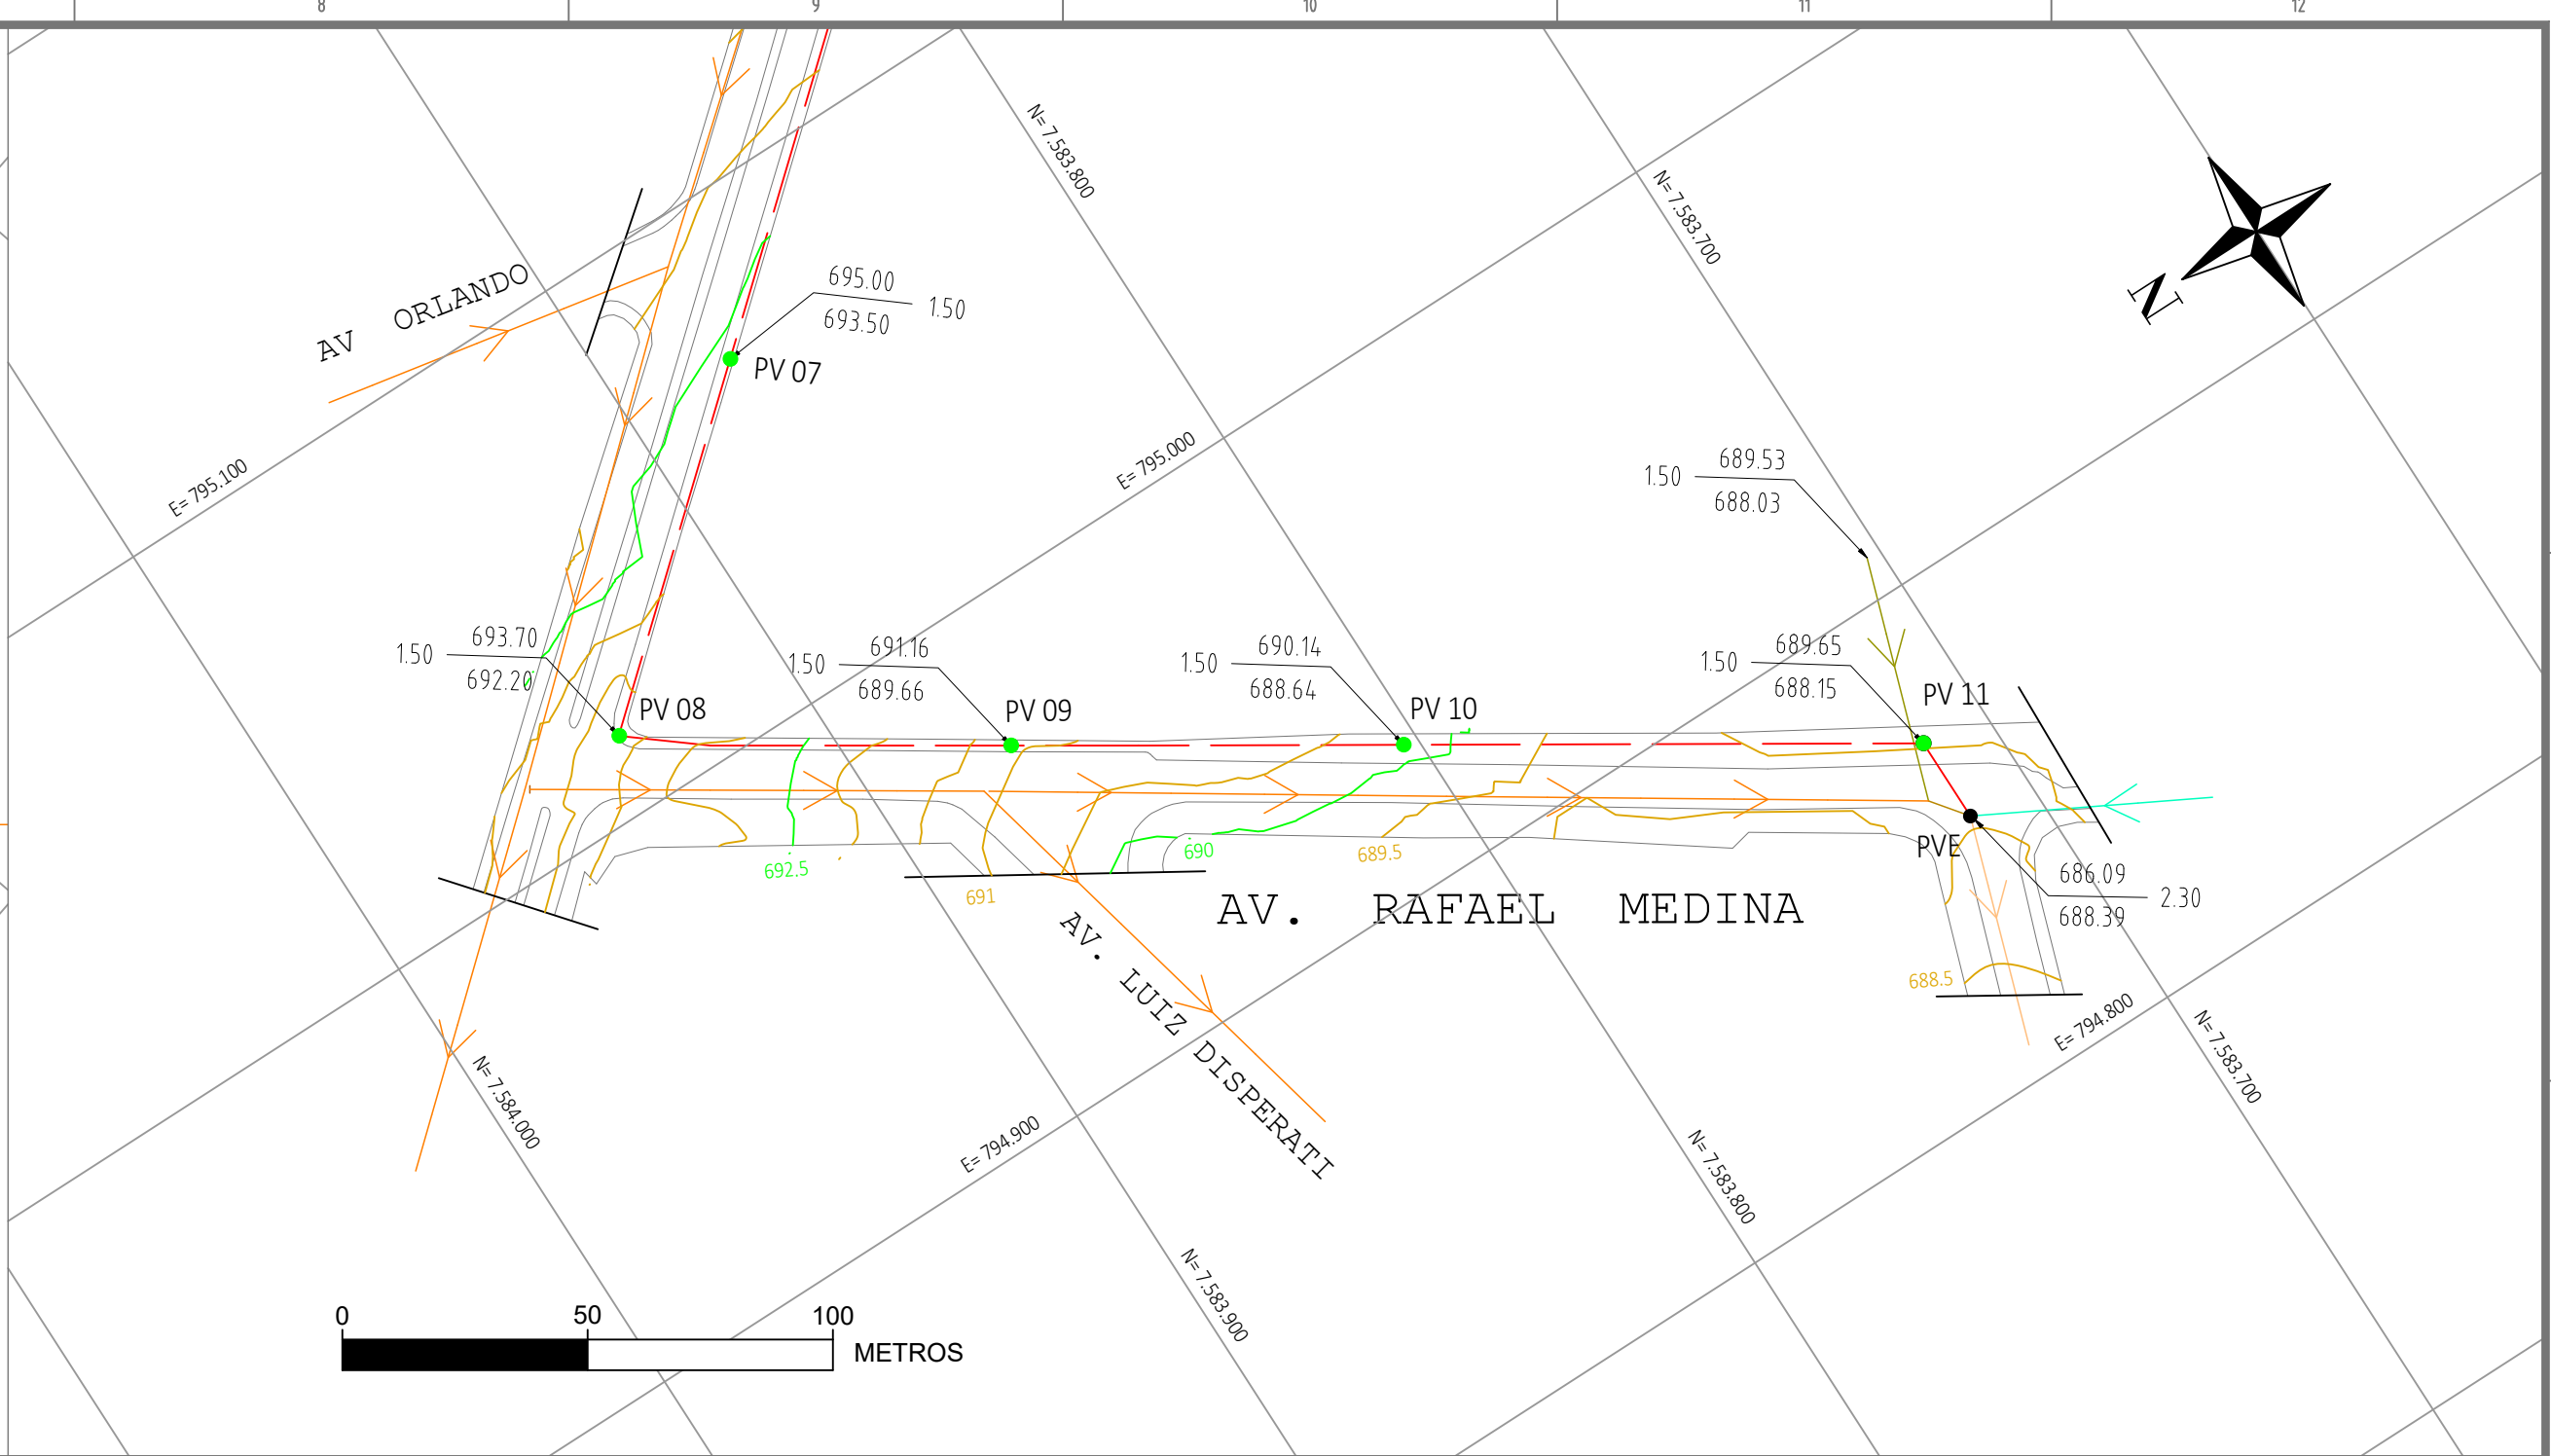 8
9
10
11
12
N= 7.583.800
N= 7.583.700
N
AV ORLANDO
695.00
693.50
1.50
PV 07
E= 795.100
E= 795.000
689.53
1.50
688.03
693.70
1.50
692.20
PV 08
691.16
1.50
689.66
PV 09
690.14
1.50
688.64
PV 10
689.65
1.50
688.15
PV 11
692.5
691
690
689.5
PVE
686.09
2.30
688.39
AV. RAFAEL MEDINA
AV. LUIZ DISPERATI
688.5
E= 794.800
N= 7.583.700
N= 7.584.000
E= 794.900
N= 7.583.800
N= 7.583.900
0 50 100
METROS